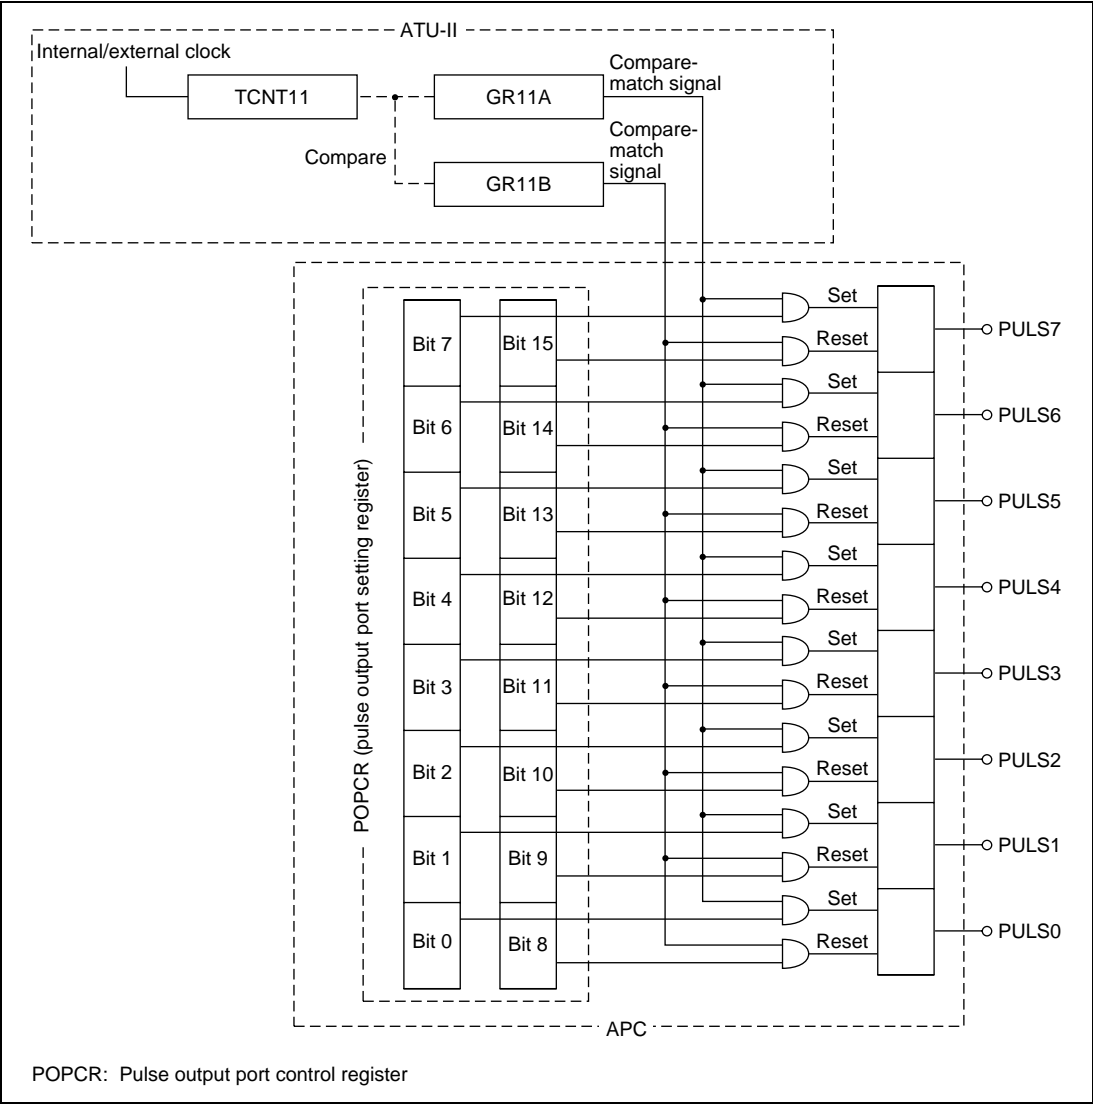 ATU-II
Internal/external clock
Compare-
match signal
TCNT11
GR11A
Compare-
match
signal
Compare
GR11B
POPCR (pulse output port setting register)
Bit 7
Bit 15
Set
Reset
PULS7
Bit 6
Bit 14
Set
Reset
PULS6
Bit 5
Bit 13
Set
Reset
PULS5
Bit 4
Bit 12
Set
Reset
PULS4
Bit 3
Bit 11
Set
Reset
PULS3
Bit 2
Bit 10
Set
Reset
PULS2
Bit 1
Bit 9
Set
Reset
PULS1
Bit 0
Bit 8
Set
Reset
PULS0
APC
POPCR: Pulse output port control register